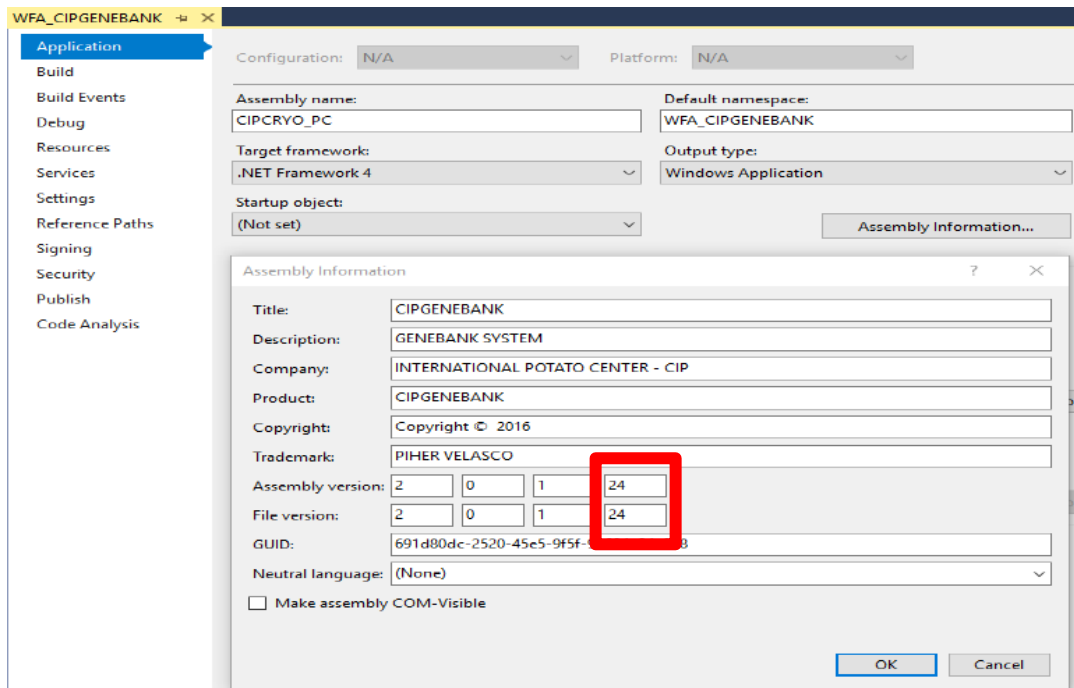 WFA_CIPGENEBANK
Application
Build
Build Events
Debug
Resources
Services
Settings
Reference Paths
Signing
Security
Publish
Code Analysis
Configuration: N/A Platform: N/A
Assembly name: Default namespace:
CIPCRYO_PC WFA_CIPGENEBANK
Target framework: Output type:
.NET Framework 4 Windows Application
Startup object:
(Not set) Assembly Information...
Assembly Information ?
Title: CIPGENEBANK
Description: GENEBANK SYSTEM
Company: INTERNATIONAL POTATO CENTER - CIP
Product: CIPGENEBANK
Copyright: Copyright © 2016
Trademark: PIHER VELASCO
Assembly version: 2 0 1 24
File version: 2 0 1 24
GUID: 691d80dc-2520-45e5-9f5f-
Neutral language: (None)
Make assembly COM-Visible
OK Cancel